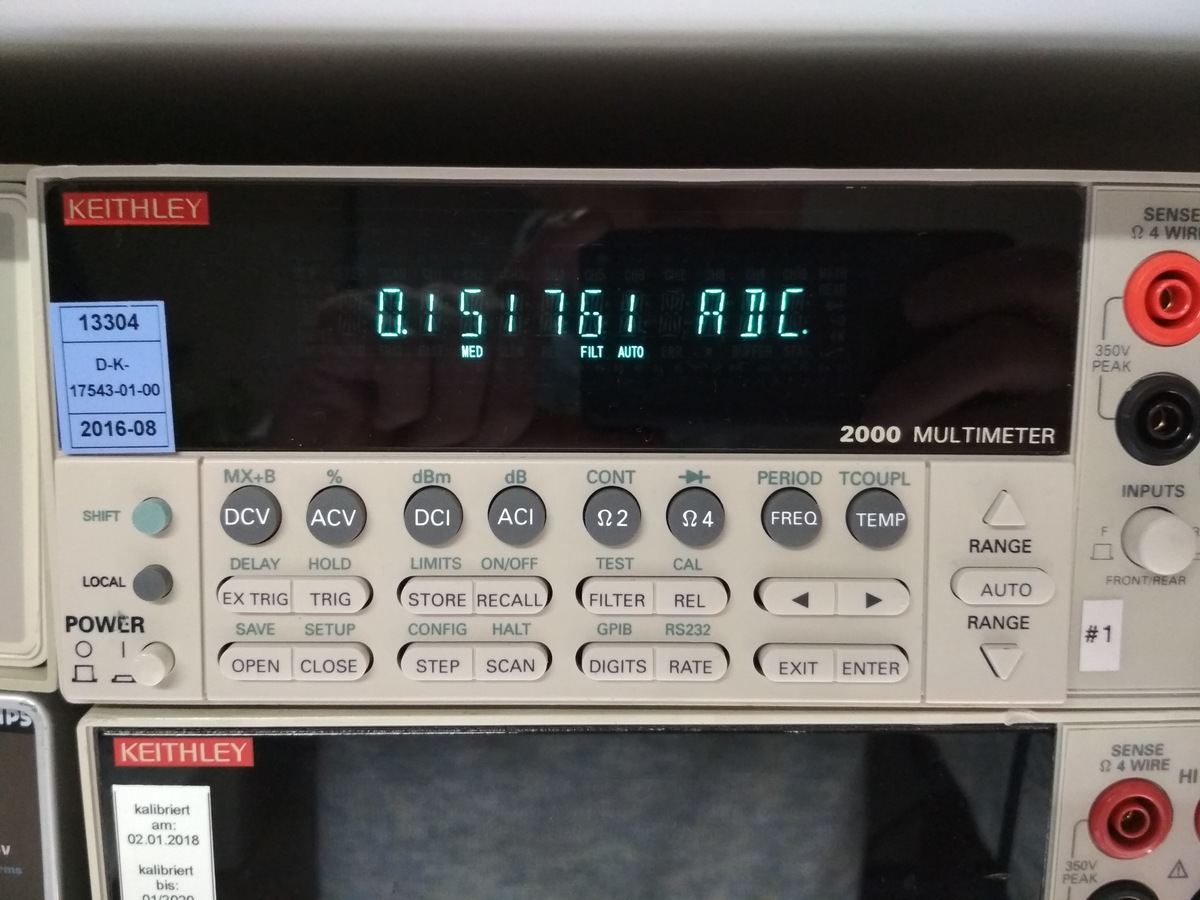 KEITHLEY
0.151761 ADC.
MED FILT AUTO
13304
D-K-
17543-01-00
2016-08
2000 MULTIMETER
SENSE
Ω 4 WIRE
350V
PEAK
INPUTS
F
FRONT/REAR
#1
MX+B % dBm dB CONT PERIOD TCOUPL
SHIFT DCV ACV DCI ACI Ω2 Ω4 FREQ TEMP
DELAY HOLD LIMITS ON/OFF TEST CAL
LOCAL EX TRIG TRIG STORE RECALL FILTER REL ◀ ▶
POWER
O I
SAVE SETUP CONFIG HALT GPIB RS232
OPEN CLOSE STEP SCAN DIGITS RATE EXIT ENTER
RANGE
AUTO
RANGE
KEITHLEY
kalibriert
am:
02.01.2018
kalibriert
bis:
01/2020
SENSE
Ω 4 WIRE
HI
350V
PEAK